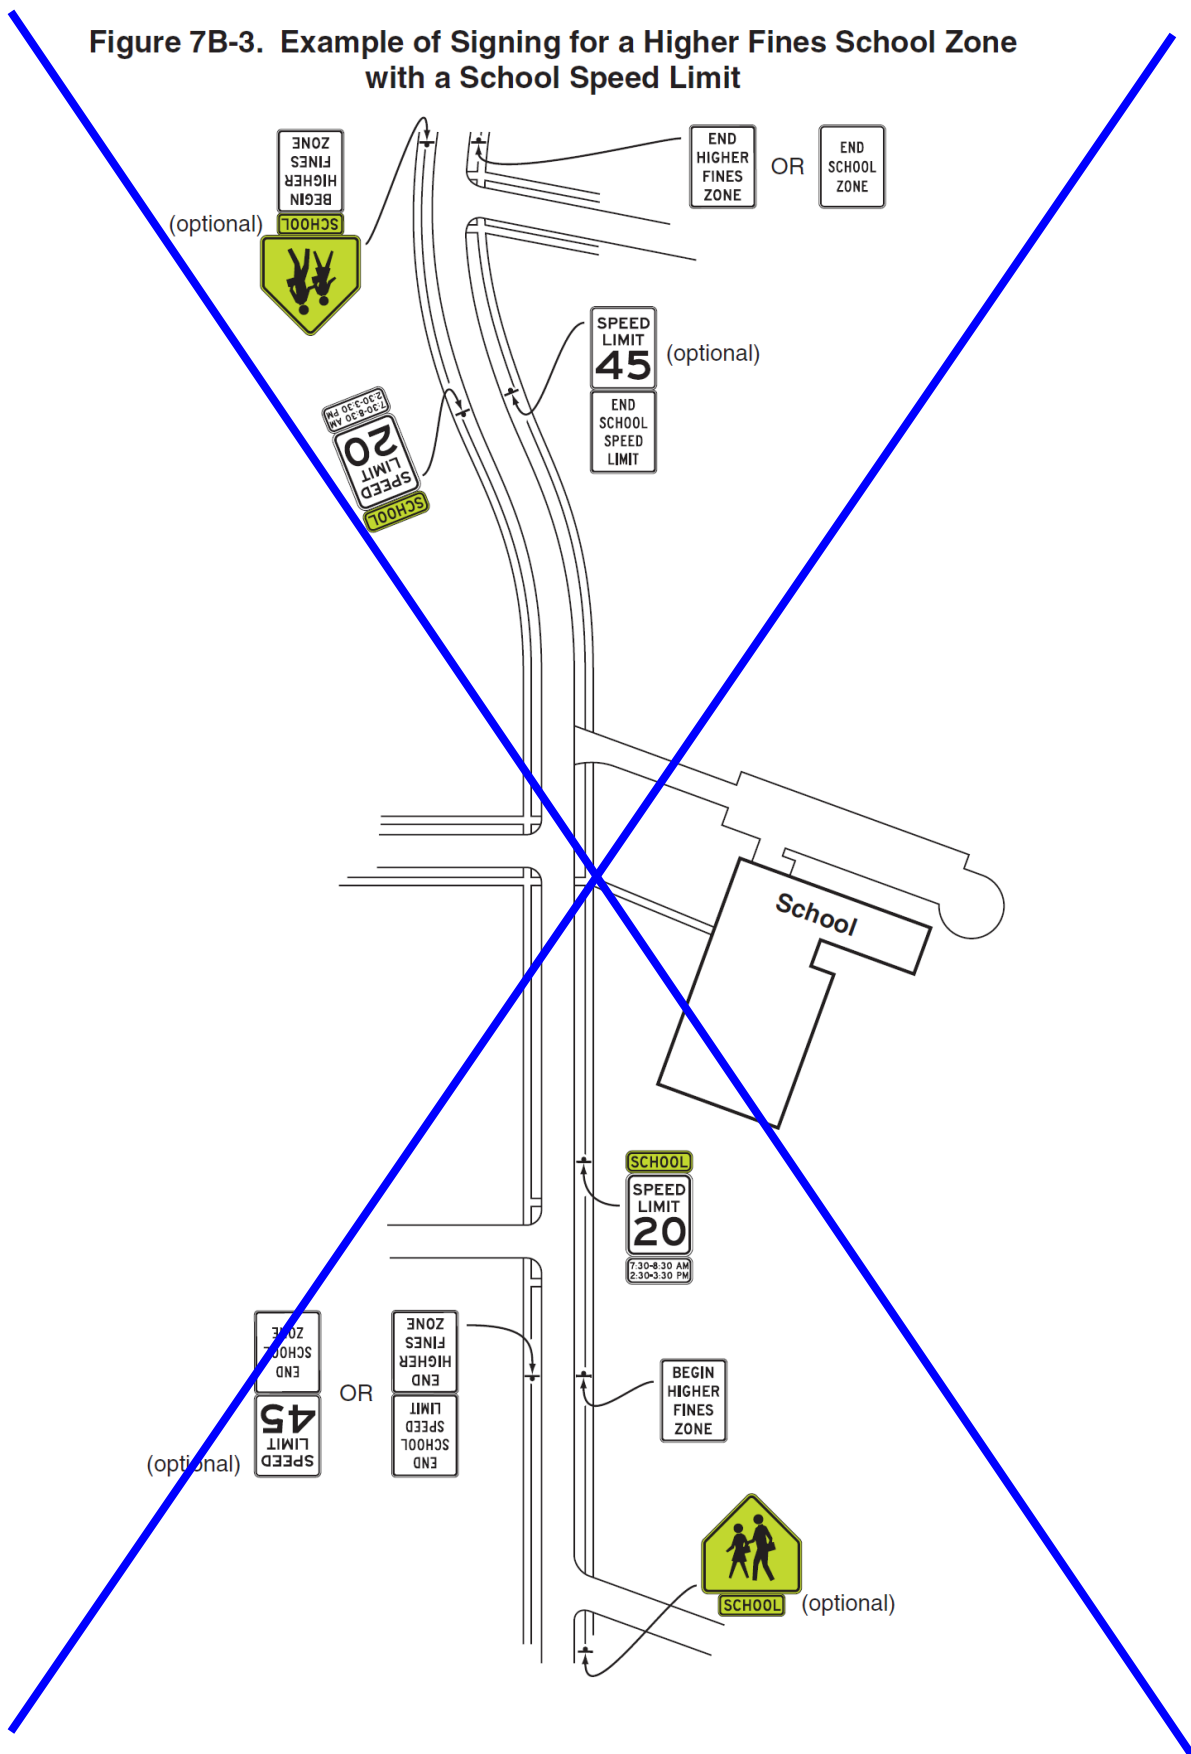 Figure 7B-3.  Example of Signing for a Higher Fines School Zone
with a School Speed Limit
BEGIN
HIGHER
FINES
ZONE
SCHOOL
(optional)
END
HIGHER
FINES
ZONE
OR
END
SCHOOL
ZONE
SPEED
LIMIT
45
(optional)
END
SCHOOL
SPEED
LIMIT
SCHOOL
SPEED
LIMIT
20
7:30-8:30 AM
2:30-3:30 PM
School
SCHOOL
SPEED
LIMIT
20
7:30-8:30 AM
2:30-3:30 PM
SPEED
LIMIT
45
END
SCHOOL
ZONE
(optional)
OR
END
SCHOOL
SPEED
LIMIT
END
HIGHER
FINES
ZONE
BEGIN
HIGHER
FINES
ZONE
SCHOOL
(optional)